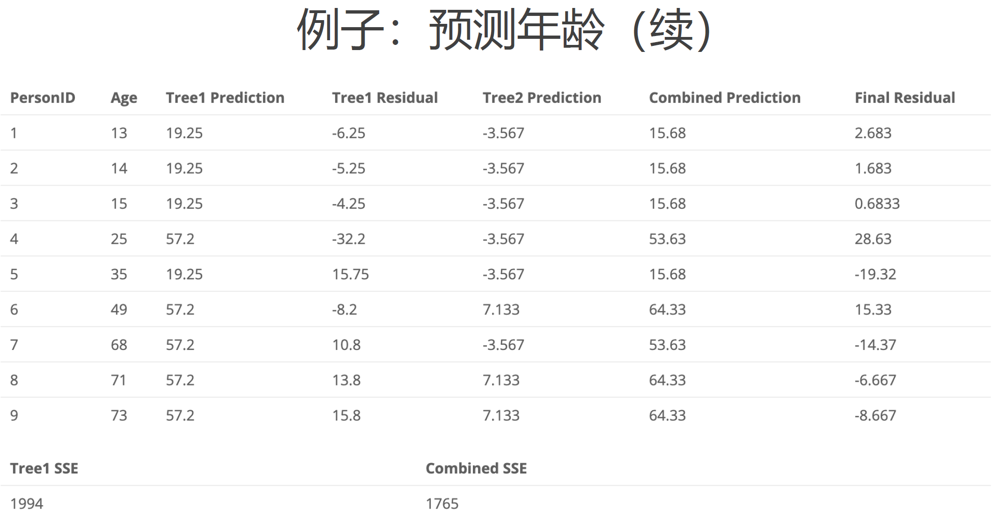 例子：预测年龄（续）
PersonID Age Tree1 Prediction Tree1 Residual Tree2 Prediction Combined Prediction Final Residual
1 13 19.25 -6.25 -3.567 15.68 2.683
2 14 19.25 -5.25 -3.567 15.68 1.683
3 15 19.25 -4.25 -3.567 15.68 0.6833
4 25 57.2 -32.2 -3.567 53.63 28.63
5 35 19.25 15.75 -3.567 15.68 -19.32
6 49 57.2 -8.2 7.133 64.33 15.33
7 68 57.2 10.8 -3.567 53.63 -14.37
8 71 57.2 13.8 7.133 64.33 -6.667
9 73 57.2 15.8 7.133 64.33 -8.667
Tree1 SSE Combined SSE
1994 1765